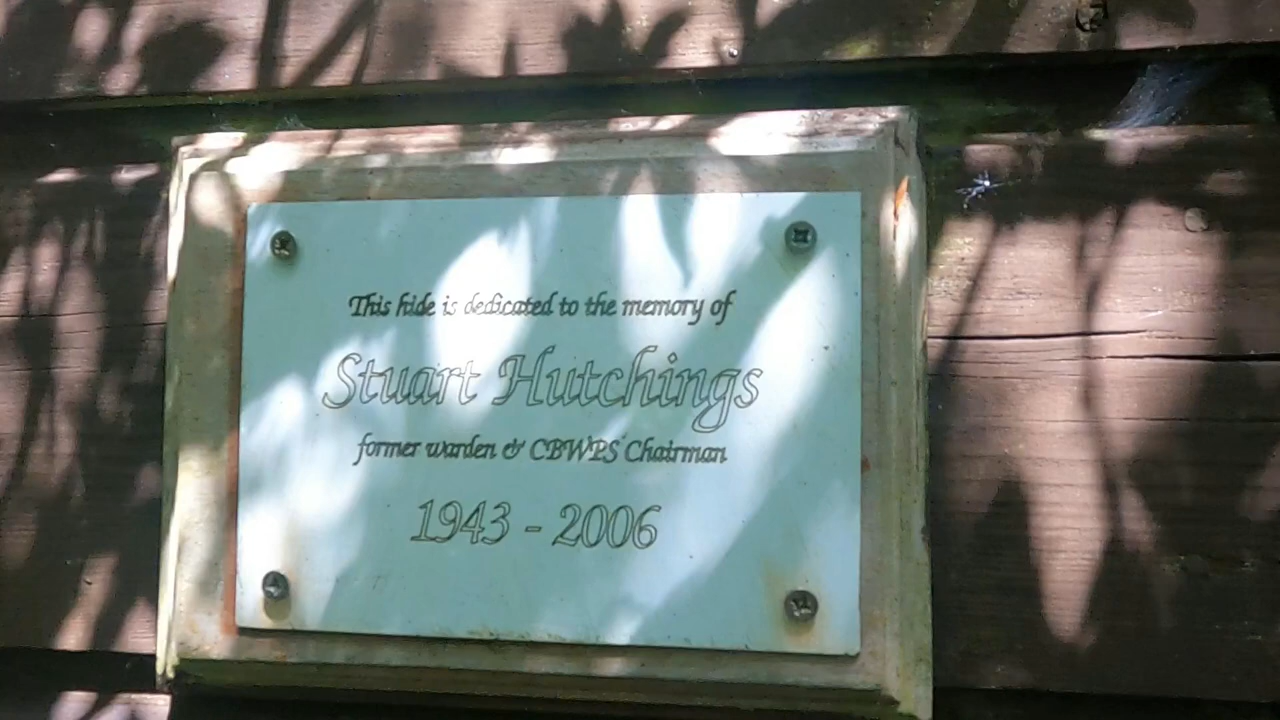 This hide is dedicated to the memory of
Stuart Hutchings
former warden & CBWPS Chairman
1943 - 2006